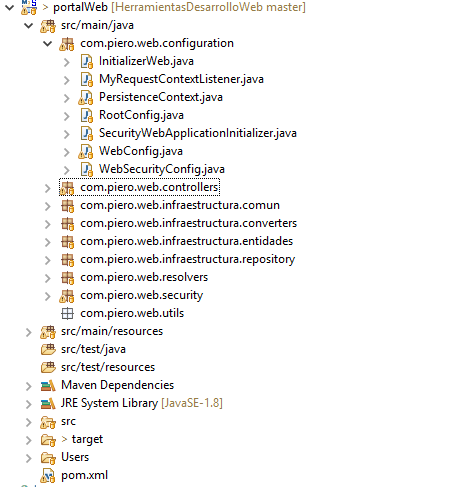 > portalWeb [HerramientasDesarrolloWeb master]
src/main/java
com.piero.web.configuration
InitializerWeb.java
MyRequestContextListener.java
PersistenceContext.java
RootConfig.java
SecurityWebApplicationInitializer.java
WebConfig.java
WebSecurityConfig.java
com.piero.web.controllers
com.piero.web.infraestructura.comun
com.piero.web.infraestructura.converters
com.piero.web.infraestructura.entidades
com.piero.web.infraestructura.repository
com.piero.web.resolvers
com.piero.web.security
com.piero.web.utils
src/main/resources
src/test/java
src/test/resources
Maven Dependencies
JRE System Library [JavaSE-1.8]
src
> target
Users
pom.xml